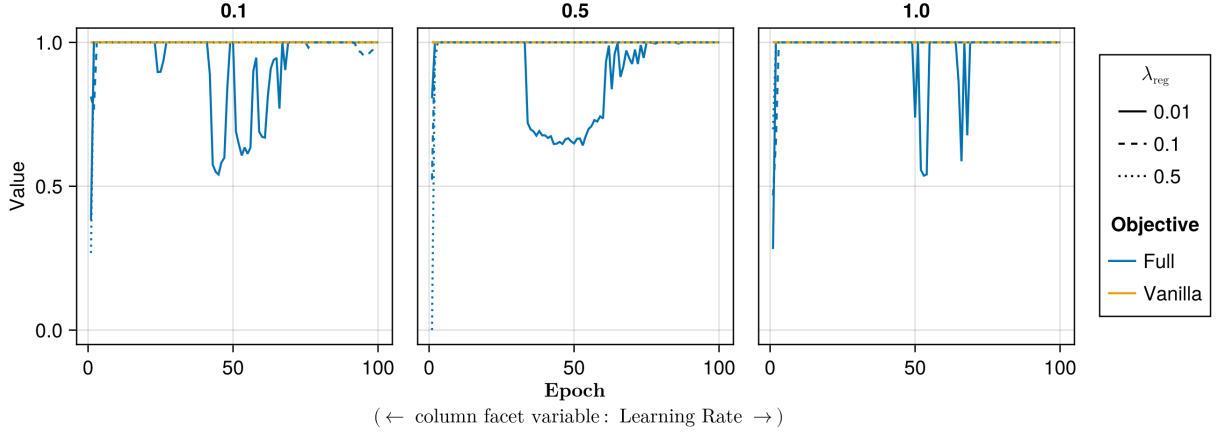 0.1
0.5
1.0
Value
1.0
0.5
0.0
0
50
100
0
50
100
0
50
100
Epoch
(← column facet variable: Learning Rate →)
λreg
0.01
0.1
0.5
Objective
Full
Vanilla